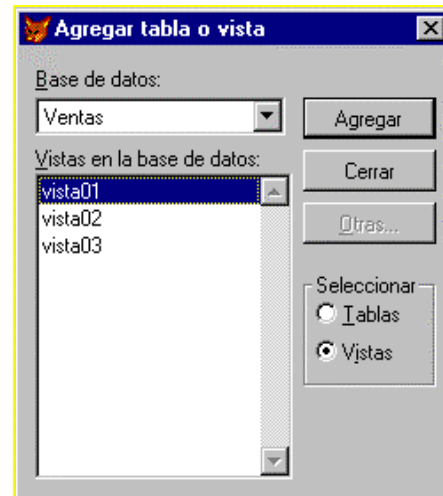 Agregar tabla o vista
Base de datos:
Ventas
Agregar
Vistas en la base de datos:
Cerrar
vista01
vista02
vista03
Otras...
Seleccionar
Tablas
Vistas